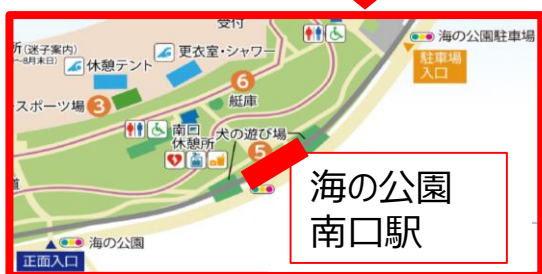 受付
海の公園駐車場
所(迷子案内)
~8月末日)
休憩テント
更衣室・シャワー
駐車場
入口
6
艇庫
スポーツ場
3
南口
休憩所
犬の遊び場
5
道
海の公園
南口駅
海の公園
正面入口